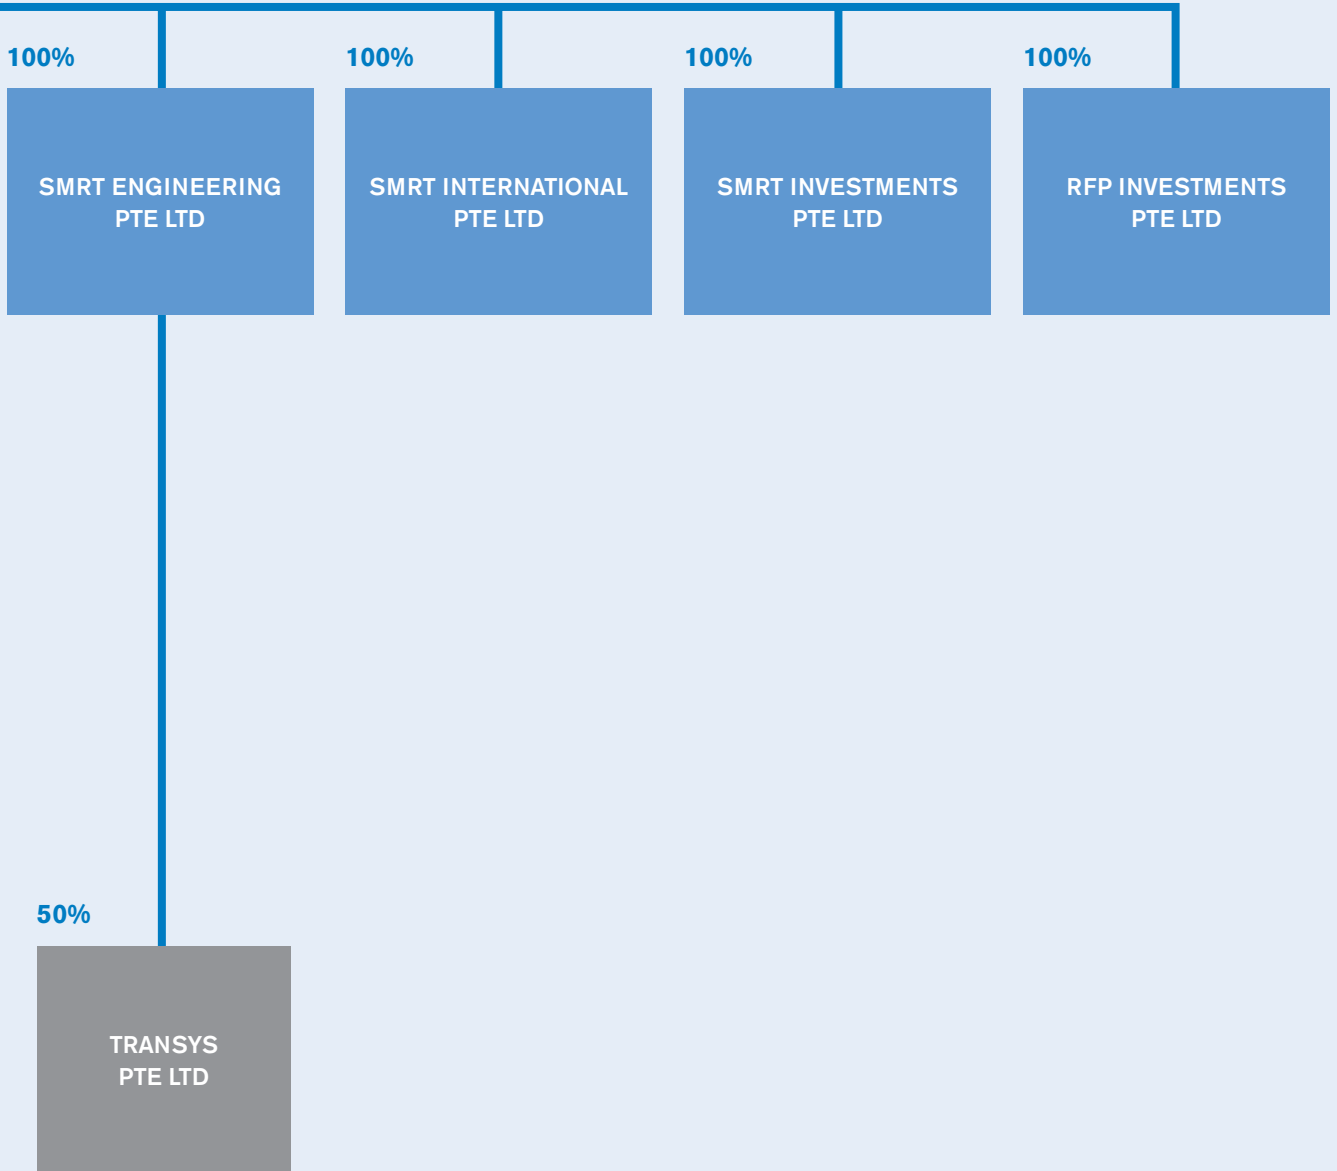 100%
100%
100%
100%
SMRT ENGINEERING
PTE LTD
SMRT INTERNATIONAL
PTE LTD
SMRT INVESTMENTS
PTE LTD
RFP INVESTMENTS
PTE LTD
50%
TRANSYS
PTE LTD